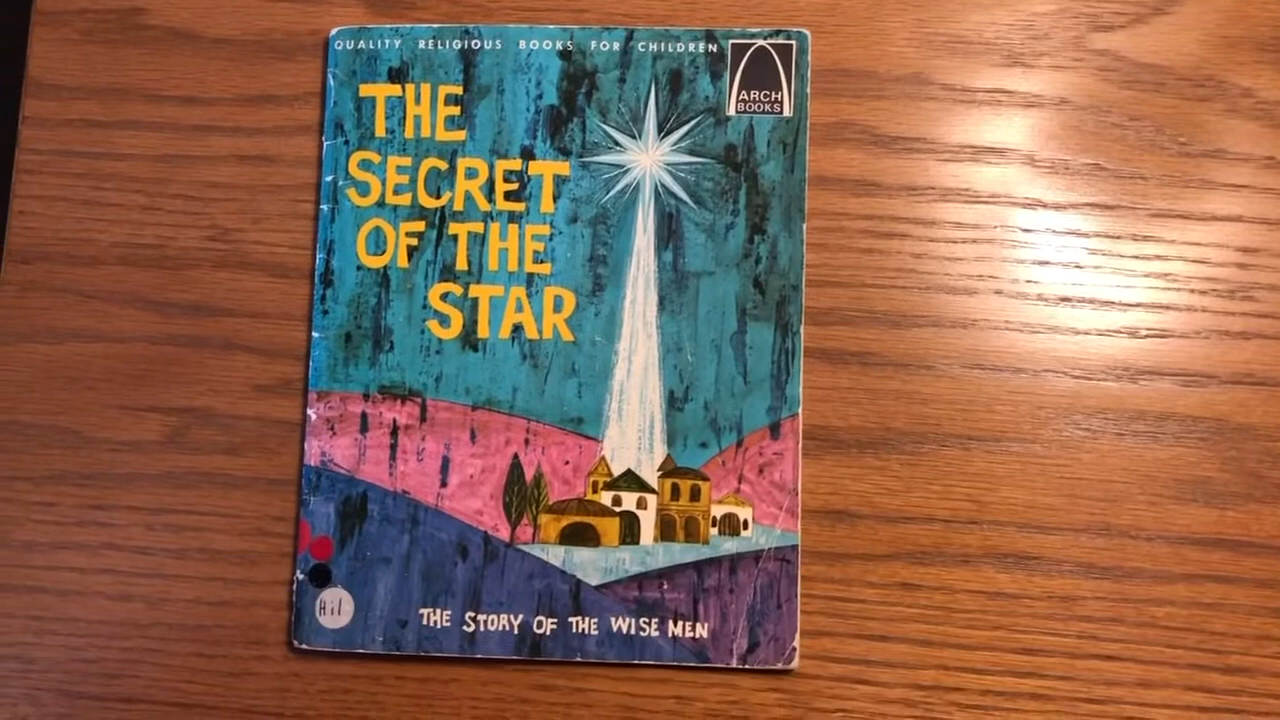 QUALITY RELIGIOUS BOOKS FOR CHILDREN
ARCH
BOOKS
THE
SECRET
OF THE
STAR
Hil
THE STORY OF THE WISE MEN